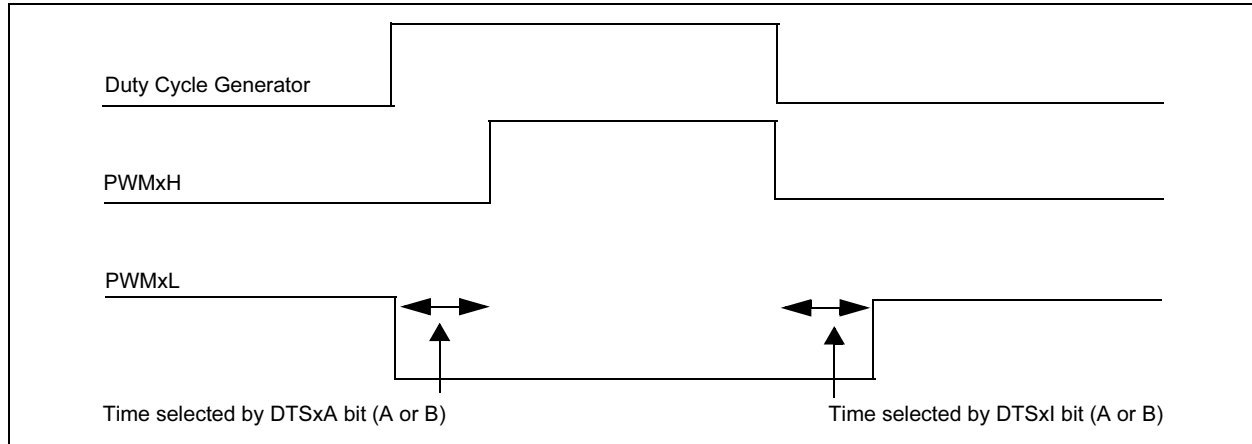 Duty Cycle Generator
PWMxH
PWMxL
Time selected by DTSxA bit (A or B)
Time selected by DTSxI bit (A or B)